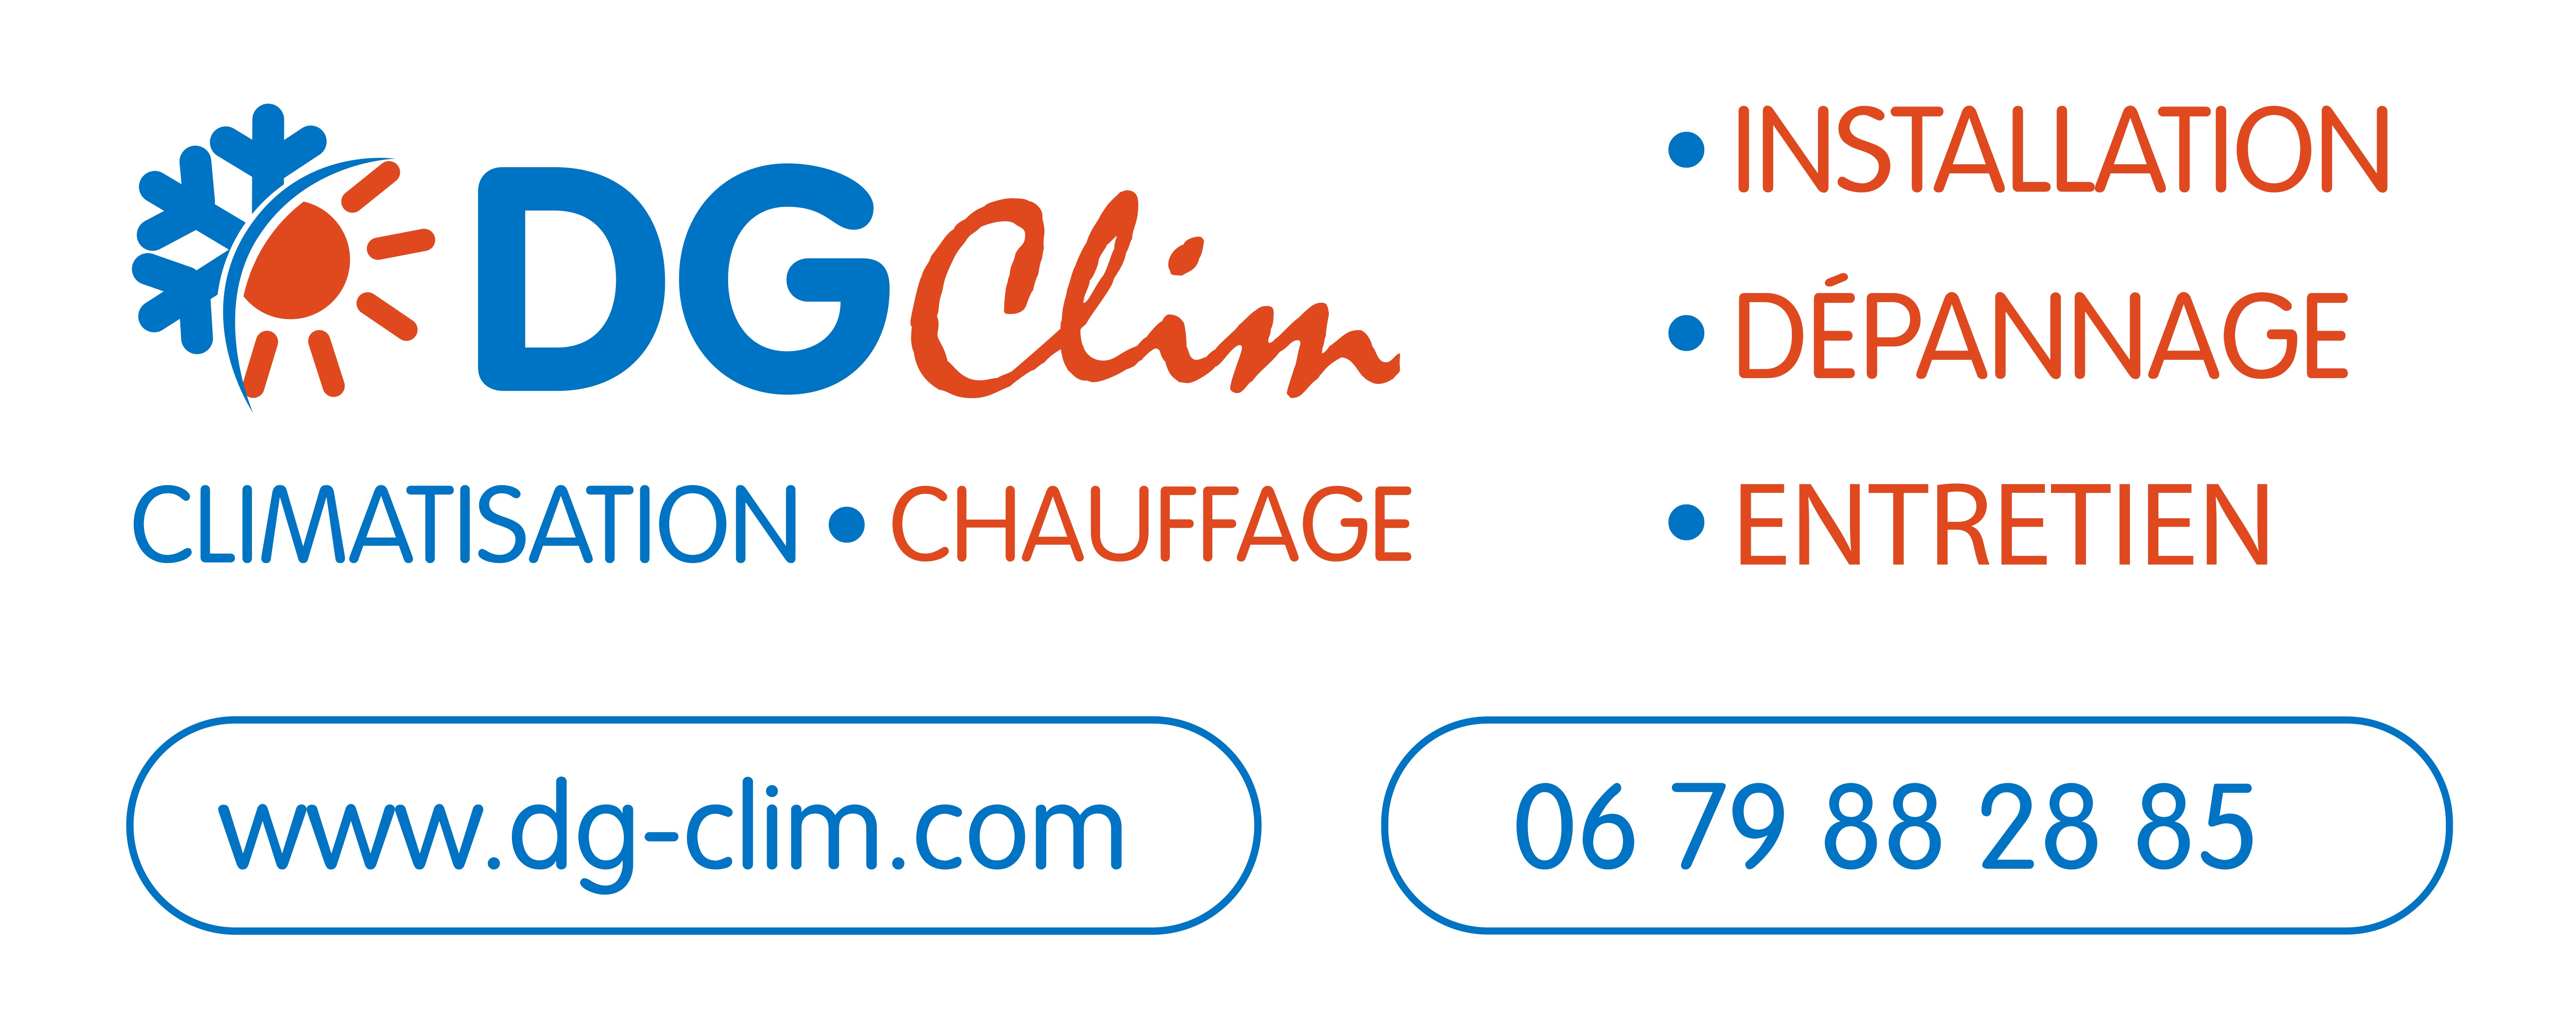 DG Clim
CLIMATISATION • CHAUFFAGE
• INSTALLATION
• DÉPANNAGE
• ENTRETIEN
www.dg-clim.com
06 79 88 28 85